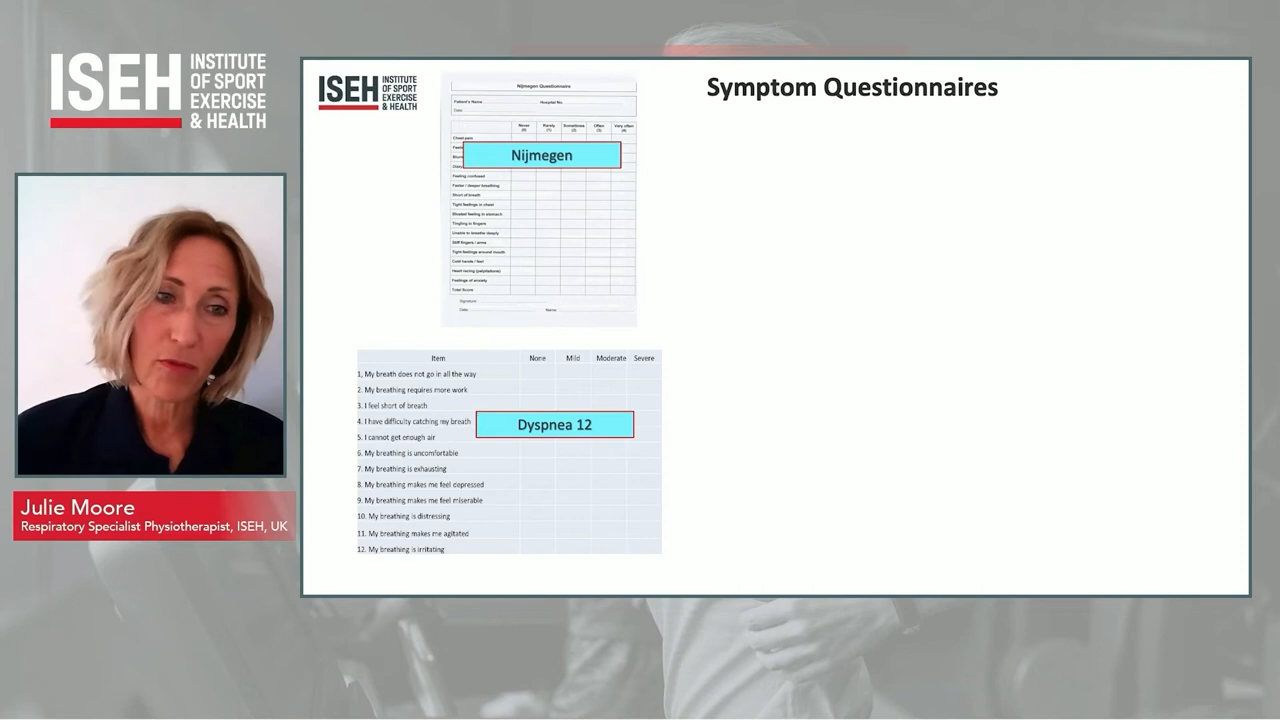 ISEH INSTITUTE
OF SPORT
EXERCISE
& HEALTH
Julie Moore
Respiratory Specialist Physiotherapist, ISEH, UK
ISEH INSTITUTE
OF SPORT
EXERCISE
& HEALTH
Symptom Questionnaires
Nijmegen Questionnaire
Patient's Name Hospital No.
Date:
Never Rarely Sometimes Often Very often
(0) (1) (2) (3) (4)
Chest pain
Nijmegen
Feeling confused
Faster / deeper breathing
Short of breath
Tight feelings in chest
Bloated feeling in stomach
Tingling in fingers
Unable to breathe deeply
Stiff fingers / arms
Tight feelings around mouth
Cold hands / feet
Heart racing (palpitations)
Feelings of anxiety
Total Score
Signature:
Date: Name:
Item None Mild Moderate Severe
1, My breath does not go in all the way
2. My breathing requires more work
3. I feel short of breath
4. I have difficulty catching my breath
Dyspnea 12
5. I cannot get enough air
6. My breathing is uncomfortable
7. My breathing is exhausting
8. My breathing makes me feel depressed
9. My breathing makes me feel miserable
10. My breathing is distressing
11. My breathing makes me agitated
12. My breathing is irritating